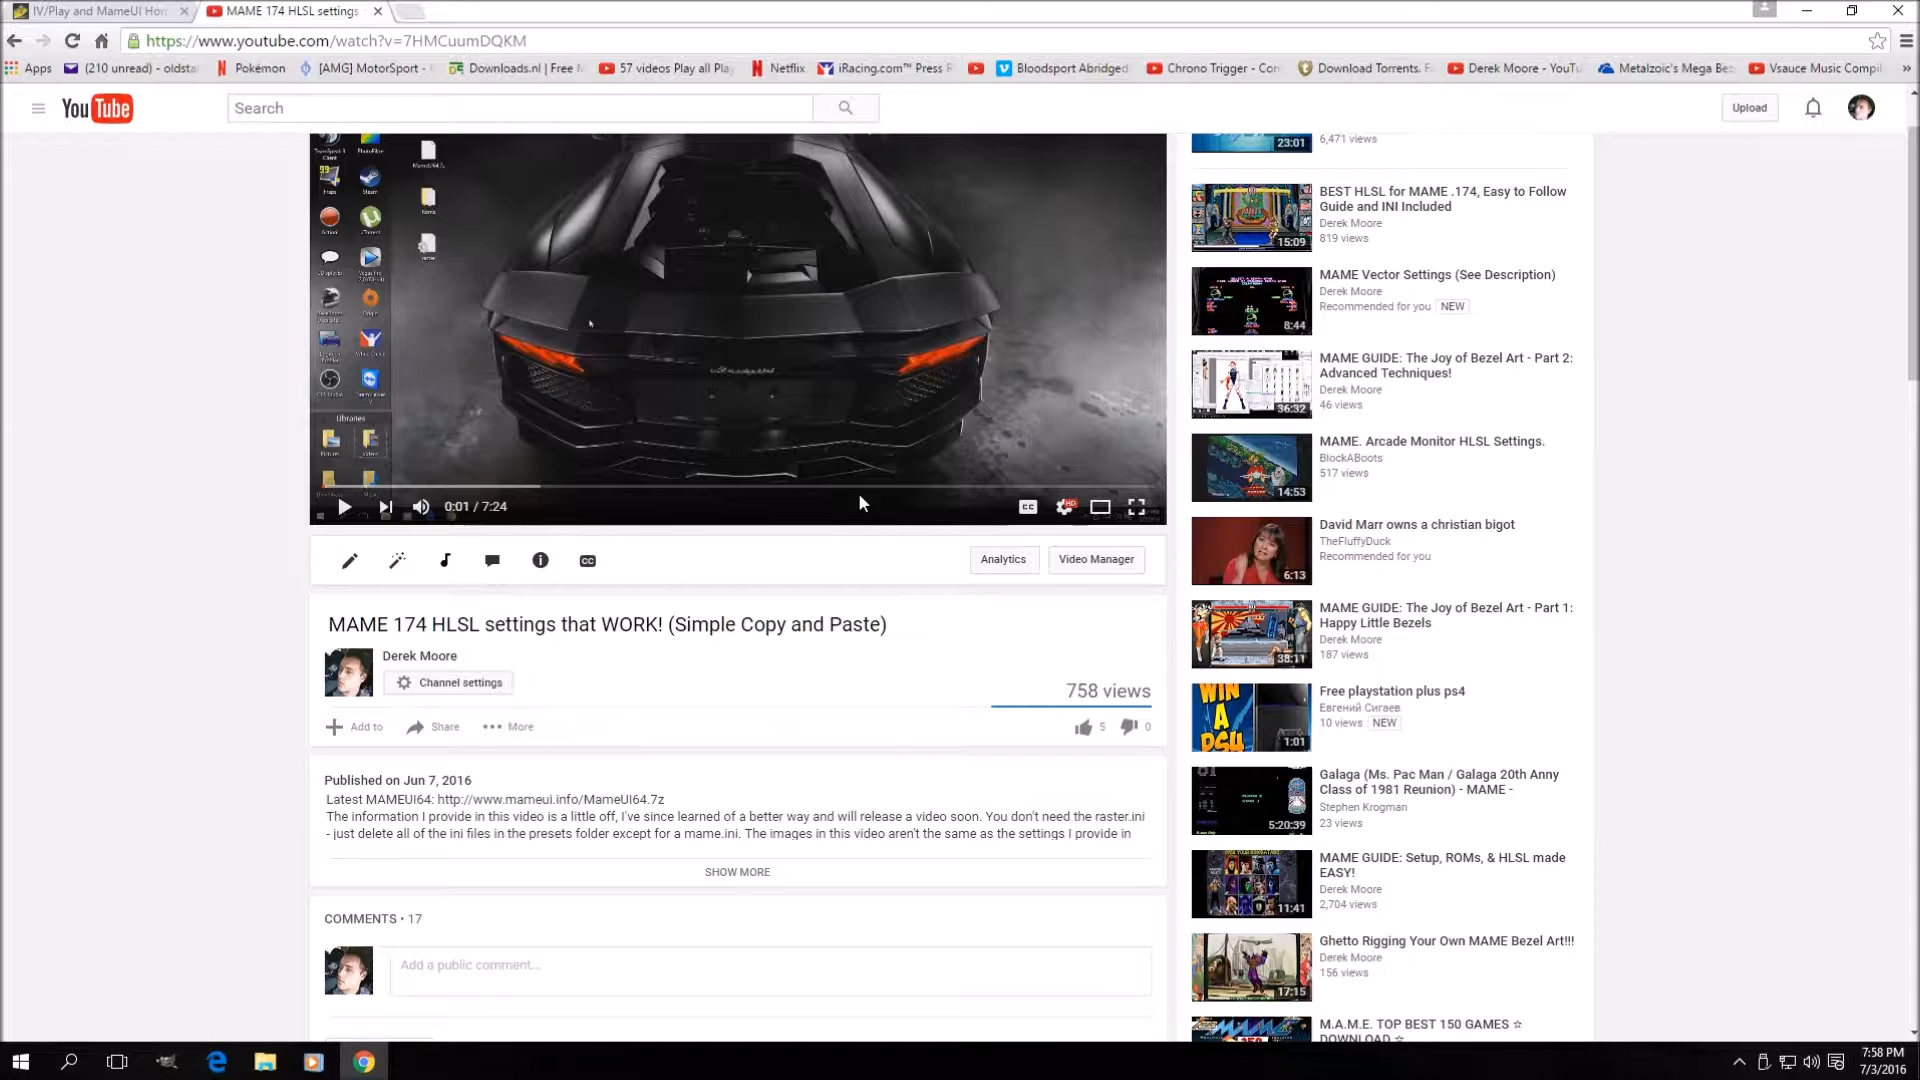 IV/Play and MameUI Hom
MAME 174 HLSL settings
https://www.youtube.com/watch?v=7HMCuumDQKM
Apps
(210 unread) - oldsta
Pokémon
[AMG] MotorSport -
Downloads.nl | Free
57 videos Play all Play
Netflix
iRacing.com™ Press R
Bloodsport Abridged
Chrono Trigger - Com
Download Torrents. F
Derek Moore - YouTu
Metalzoic's Mega Be
Vsauce Music Compil
YouTube
Search
Upload
0:01 / 7:24
CC
HD
Libraries
Analytics
Video Manager
MAME 174 HLSL settings that WORK! (Simple Copy and Paste)
Derek Moore
Channel settings
758 views
Add to
Share
More
5
0
Published on Jun 7, 2016
Latest MAMEUI64: http://www.mameui.info/MameUI64.7z
The information I provide in this video is a little off, I've since learned of a better way and will release a video soon. You don't need the raster.ini
- just delete all of the ini files in the presets folder except for a mame.ini. The images in this video aren't the same as the settings I provide in
SHOW MORE
COMMENTS • 17
Add a public comment...
23:01
6,471 views
15:09
BEST HLSL for MAME .174, Easy to Follow
Guide and INI Included
Derek Moore
819 views
8:44
MAME Vector Settings (See Description)
Derek Moore
Recommended for you NEW
36:32
MAME GUIDE: The Joy of Bezel Art - Part 2:
Advanced Techniques!
Derek Moore
46 views
14:53
MAME. Arcade Monitor HLSL Settings.
BlockABoots
517 views
6:13
David Marr owns a christian bigot
TheFluffyDuck
Recommended for you
38:11
MAME GUIDE: The Joy of Bezel Art - Part 1:
Happy Little Bezels
Derek Moore
187 views
WIN
A
PS4
1:01
Free playstation plus ps4
Евгений Сигаев
10 views NEW
5:20:39
Galaga (Ms. Pac Man / Galaga 20th Anny
Class of 1981 Reunion) - MAME -
Stephen Krogman
23 views
11:41
MAME GUIDE: Setup, ROMs, & HLSL made
EASY!
Derek Moore
2,704 views
17:15
Ghetto Rigging Your Own MAME Bezel Art!!!
Derek Moore
156 views
M.A.M.E. TOP BEST 150 GAMES ☆
DOWNLOAD ☆
7:58 PM
7/3/2016